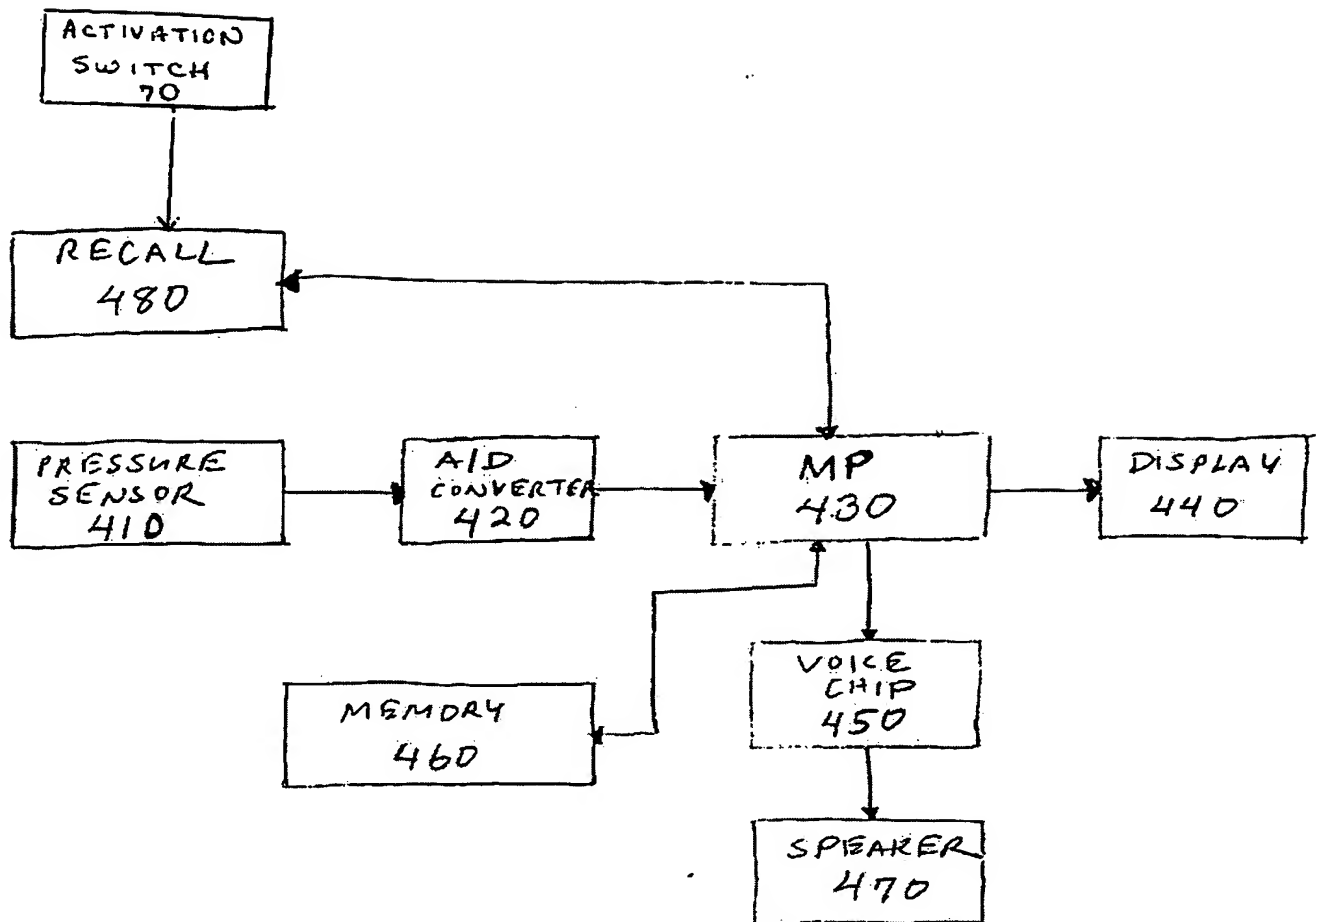 ACTIVATION
SWITCH
70
RECALL
480
PRESSURE
SENSOR
410
A/D
CONVERTER
420
MP
430
DISPLAY
440
MEMORY
460
VOICE
CHIP
450
SPEAKER
470